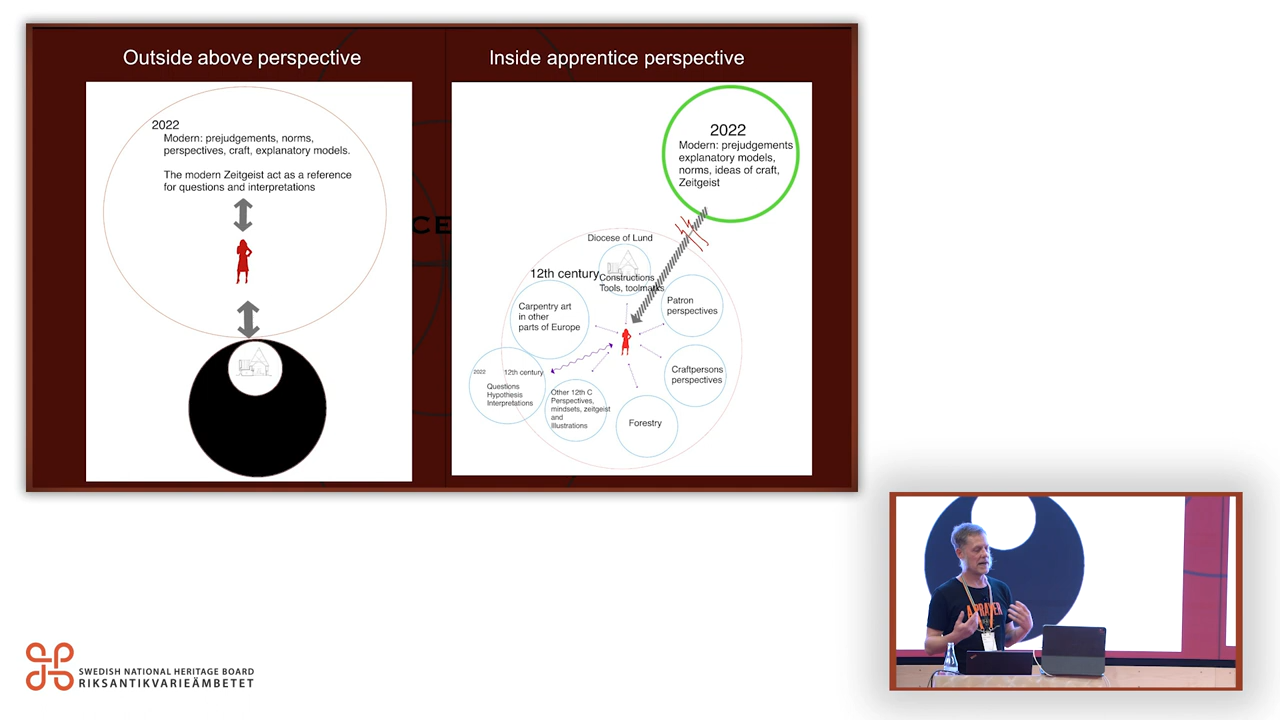 Outside above perspective
2022
Modern: prejudgements, norms,
perspectives, craft, explanatory models.
The modern Zeitgeist act as a reference
for questions and interpretations
CE
Inside apprentice perspective
2022
Modern: prejudgements
explanatory models,
norms, ideas of craft,
Zeitgeist
Diocese of Lund
12th century
Constructions
Tools, toolmarks
Patron
perspectives
Carpentry art
in other
parts of Europe
Craftpersons
perspectives
2022 12th century
Questions
Hypothesis
Interpretations
Other 12th C
Perspectives,
mindsets, zeitgeist
and
Illustrations
Forestry
A PRAYER
SWEDISH NATIONAL HERITAGE BOARD
RIKSANTIKVARIEÄMBETET